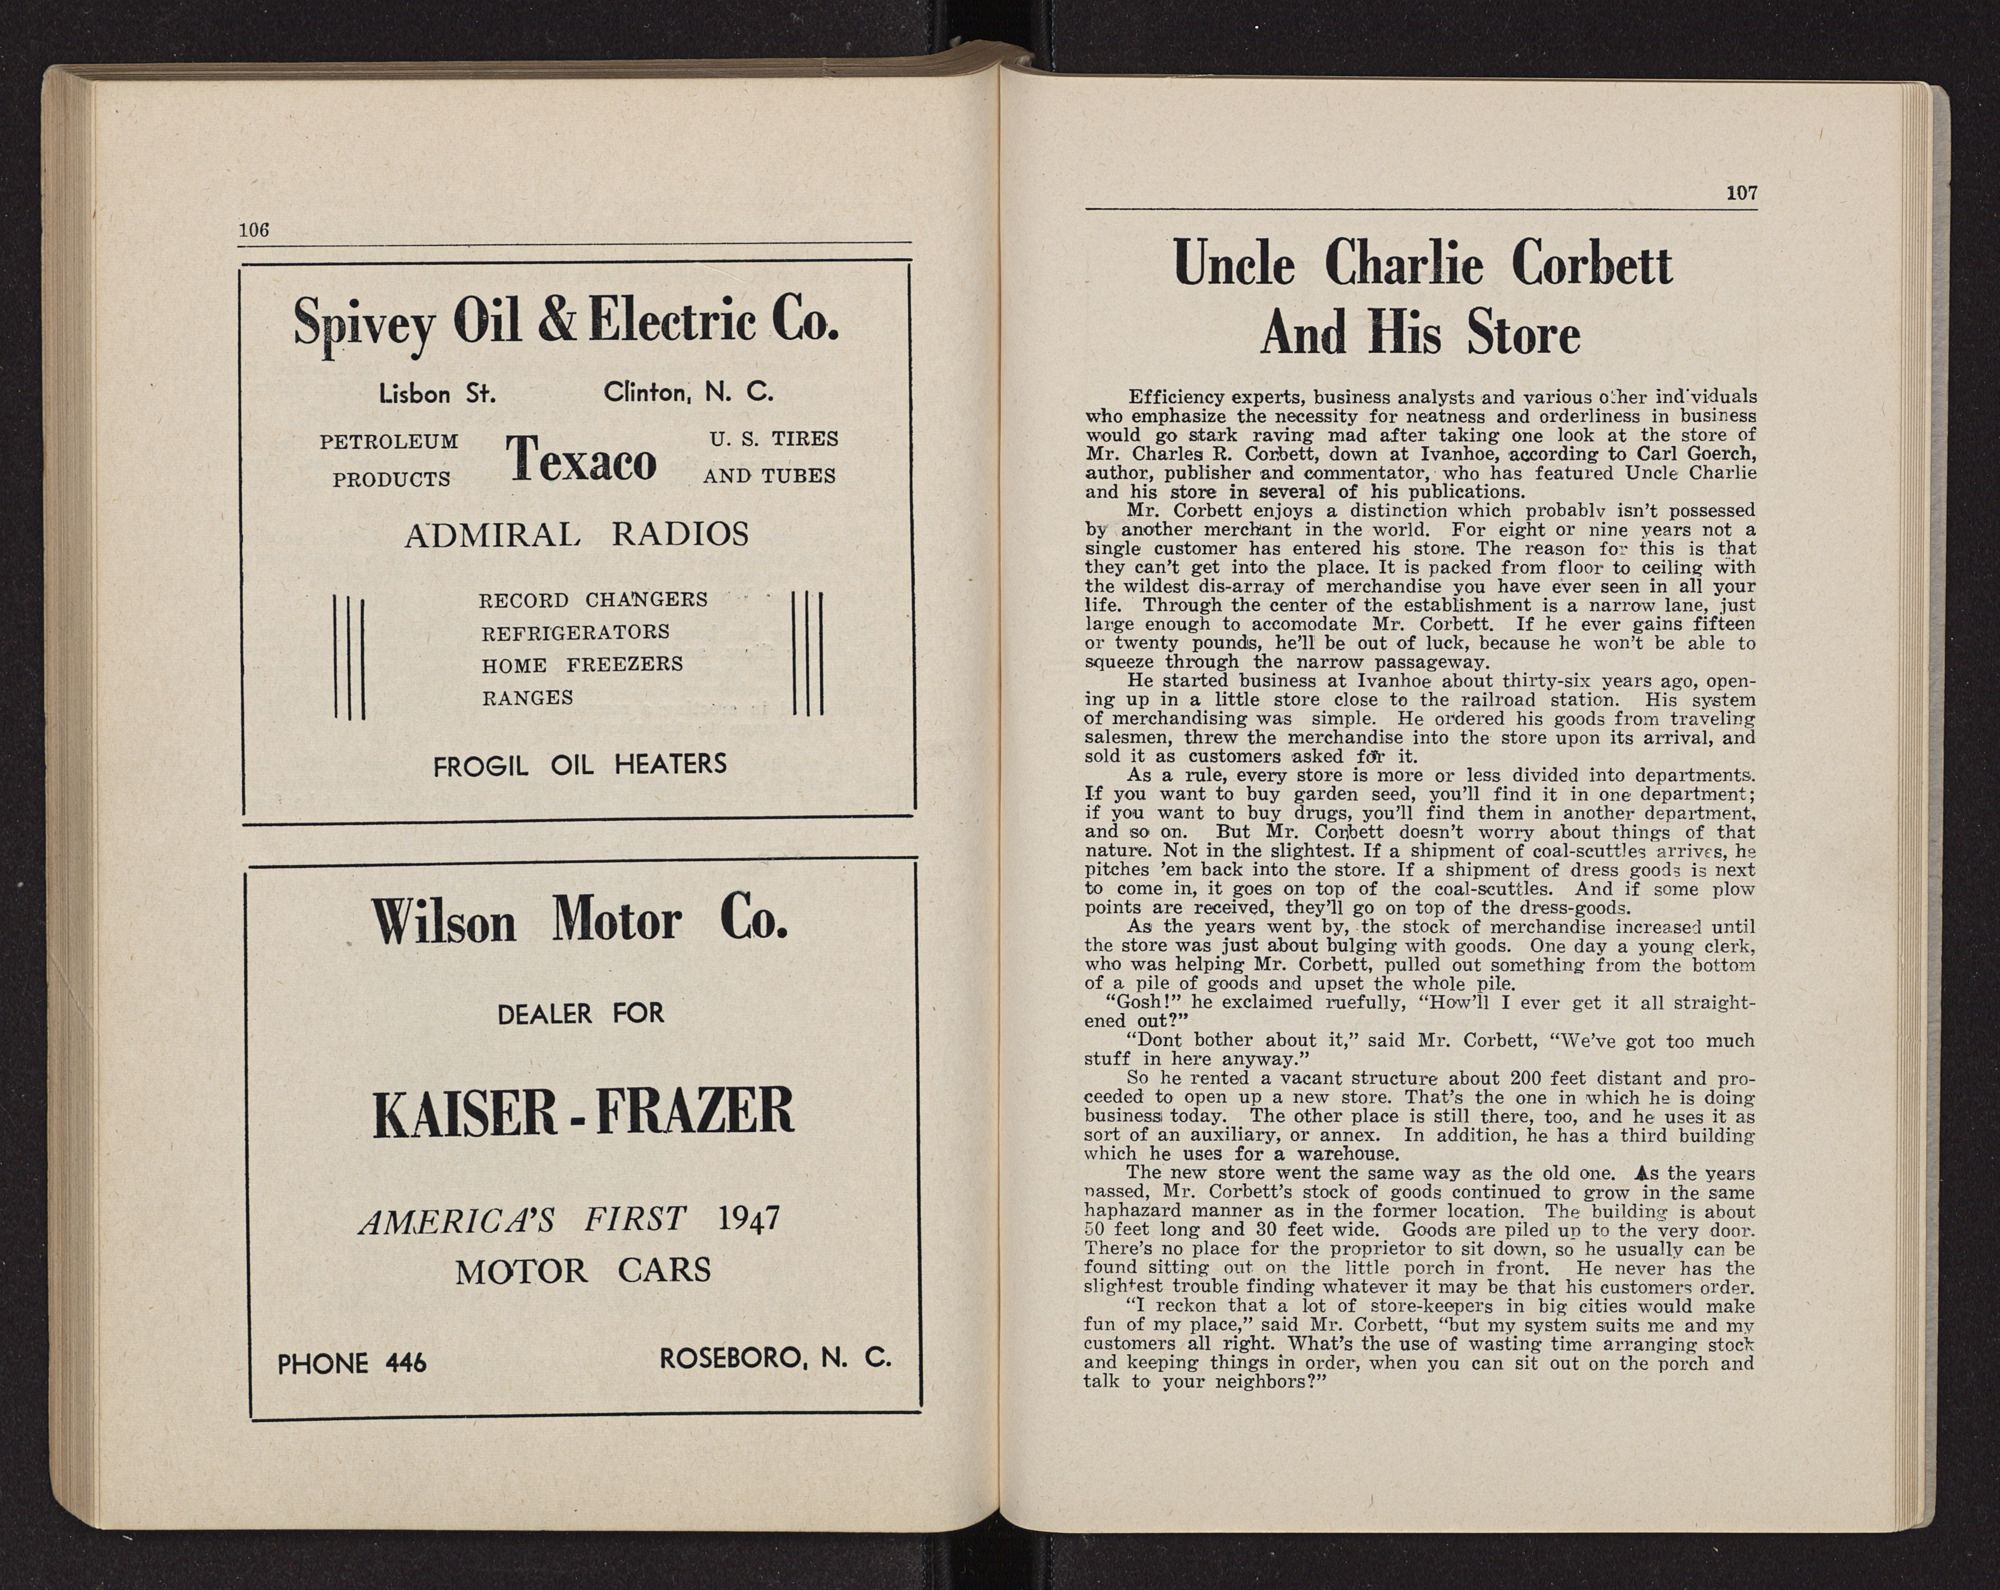 106
Spivey Oil & Electric Co.
Lisbon St. Clinton, N. C.
PETROLEUM
PRODUCTS
Texaco
U. S. TIRES
AND TUBES
ADMIRAL RADIOS
RECORD CHANGERS
REFRIGERATORS
HOME FREEZERS
RANGES
FROGIL OIL HEATERS
Wilson Motor Co.
DEALER FOR
KAISER - FRAZER
AMERICA'S FIRST 1947
MOTOR CARS
PHONE 446 ROSEBORO, N. C.
107
Uncle Charlie Corbett
And His Store
Efficiency experts, business analysts and various other individuals
who emphasize the necessity for neatness and orderliness in business
would go stark raving mad after taking one look at the store of
Mr. Charles R. Corbett, down at Ivanhoe, according to Carl Goerch,
author, publisher and commentator, who has featured Uncle Charlie
and his store in several of his publications.
Mr. Corbett enjoys a distinction which probably isn't possessed
by another merchant in the world. For eight or nine years not a
single customer has entered his store. The reason for this is that
they can't get into the place. It is packed from floor to ceiling with
the wildest dis-array of merchandise you have ever seen in all your
life. Through the center of the establishment is a narrow lane, just
large enough to accomodate Mr. Corbett. If he ever gains fifteen
or twenty pounds, he'll be out of luck, because he won't be able to
squeeze through the narrow passageway.
He started business at Ivanhoe about thirty-six years ago, open-
ing up in a little store close to the railroad station. His system
of merchandising was simple. He ordered his goods from traveling
salesmen, threw the merchandise into the store upon its arrival, and
sold it as customers asked for it.
As a rule, every store is more or less divided into departments.
If you want to buy garden seed, you'll find it in one department;
if you want to buy drugs, you'll find them in another department,
and so on. But Mr. Corbett doesn't worry about things of that
nature. Not in the slightest. If a shipment of coal-scuttles arrives, he
pitches 'em back into the store. If a shipment of dress goods is next
to come in, it goes on top of the coal-scuttles. And if some plow
points are received, they'll go on top of the dress-goods.
As the years went by, the stock of merchandise increased until
the store was just about bulging with goods. One day a young clerk,
who was helping Mr. Corbett, pulled out something from the bottom
of a pile of goods and upset the whole pile.
"Gosh!" he exclaimed ruefully, "How'll I ever get it all straight-
ened out?"
"Dont bother about it," said Mr. Corbett, "We've got too much
stuff in here anyway."
So he rented a vacant structure about 200 feet distant and pro-
ceeded to open up a new store. That's the one in which he is doing
business today. The other place is still there, too, and he uses it as
sort of an auxiliary, or annex. In addition, he has a third building
which he uses for a warehouse.
The new store went the same way as the old one. As the years
passed, Mr. Corbett's stock of goods continued to grow in the same
haphazard manner as in the former location. The building is about
50 feet long and 30 feet wide. Goods are piled up to the very door.
There's no place for the proprietor to sit down, so he usually can be
found sitting out on the little porch in front. He never has the
slightest trouble finding whatever it may be that his customers order.
"I reckon that a lot of store-keepers in big cities would make
fun of my place," said Mr. Corbett, "but my system suits me and my
customers all right. What's the use of wasting time arranging stock
and keeping things in order, when you can sit out on the porch and
talk to your neighbors?"